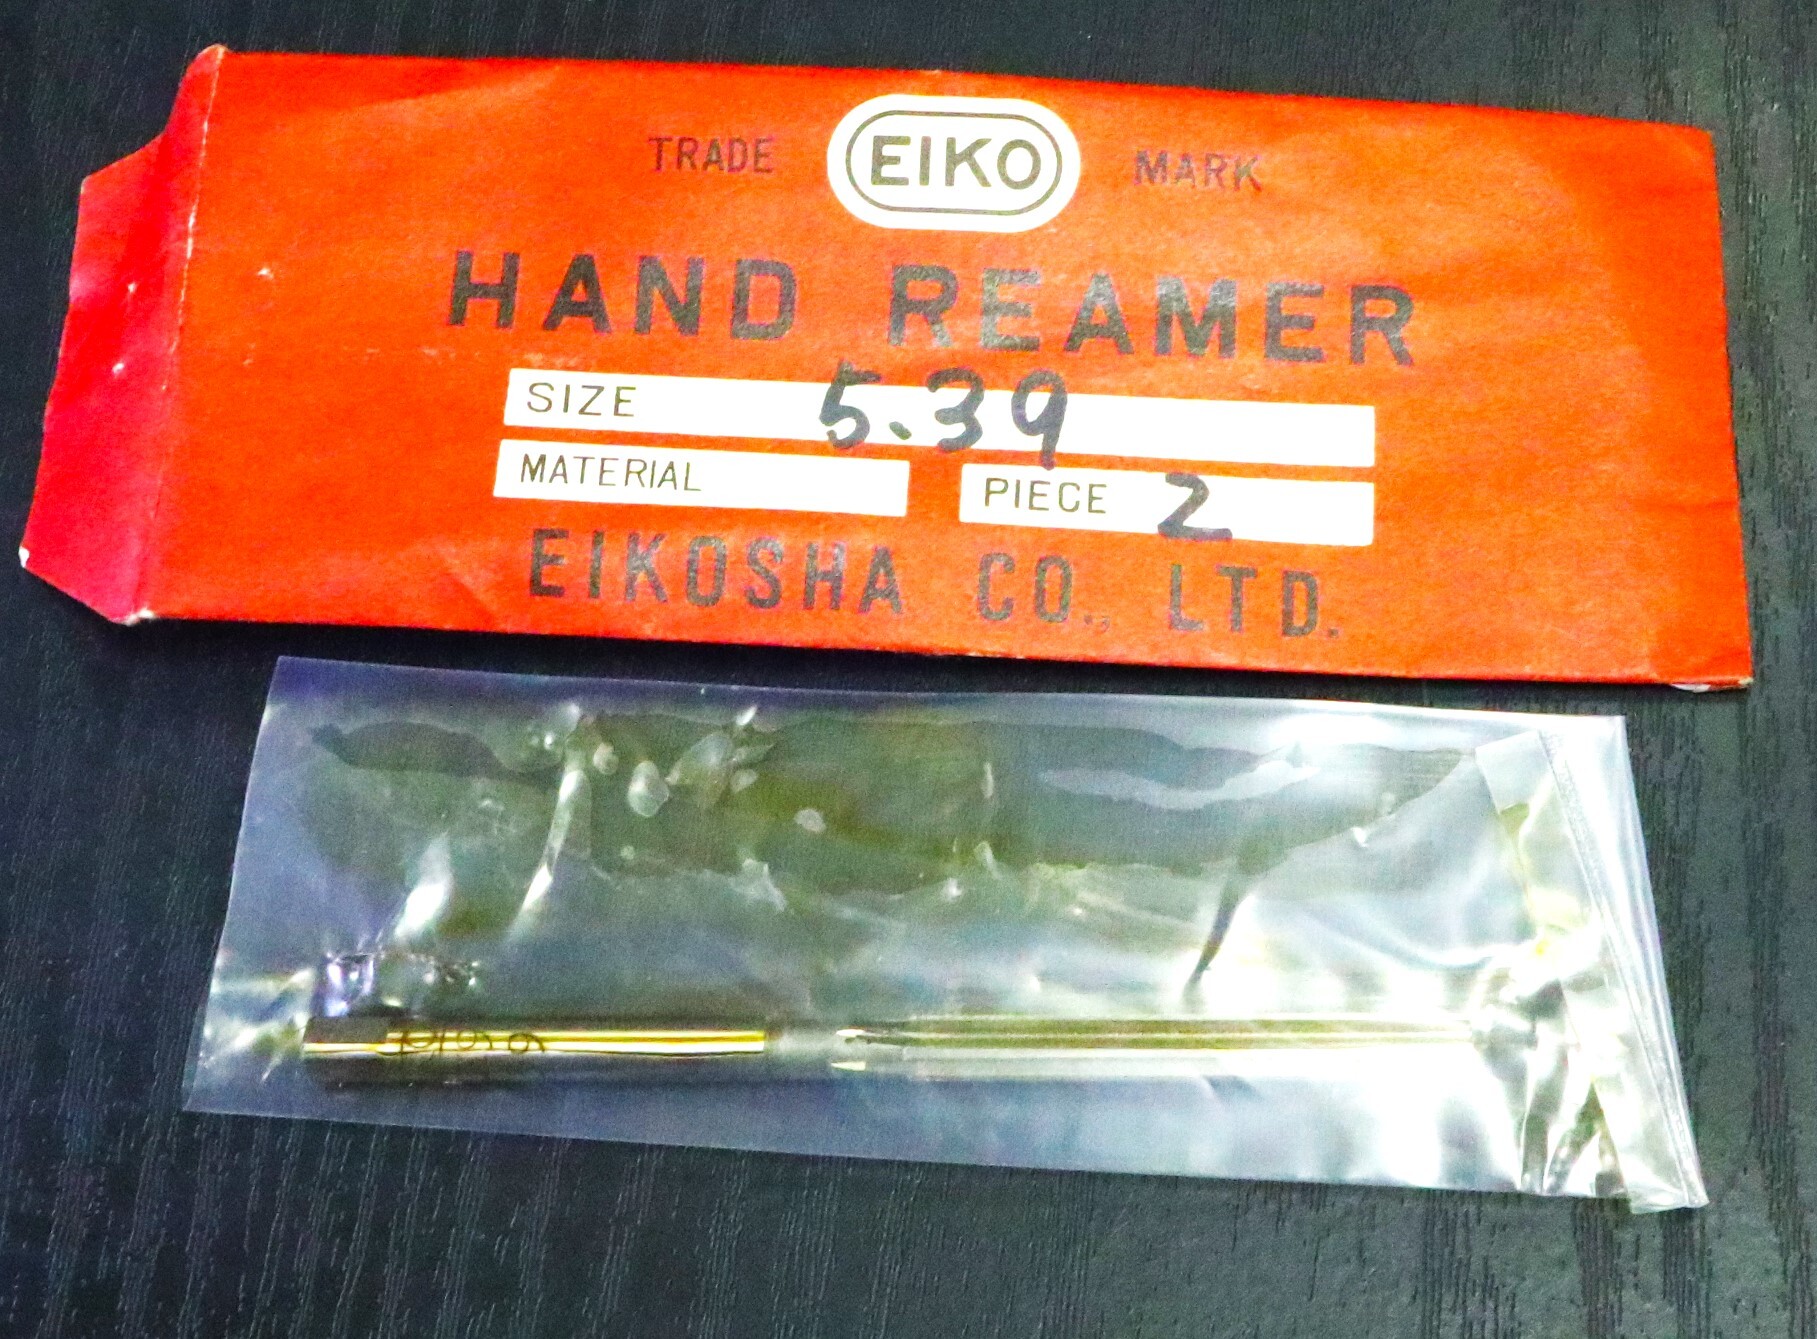 TRADE EIKO MARK
HAND REAMER
SIZE 5.39
MATERIAL PIECE 2
EIKOSHA CO., LTD.